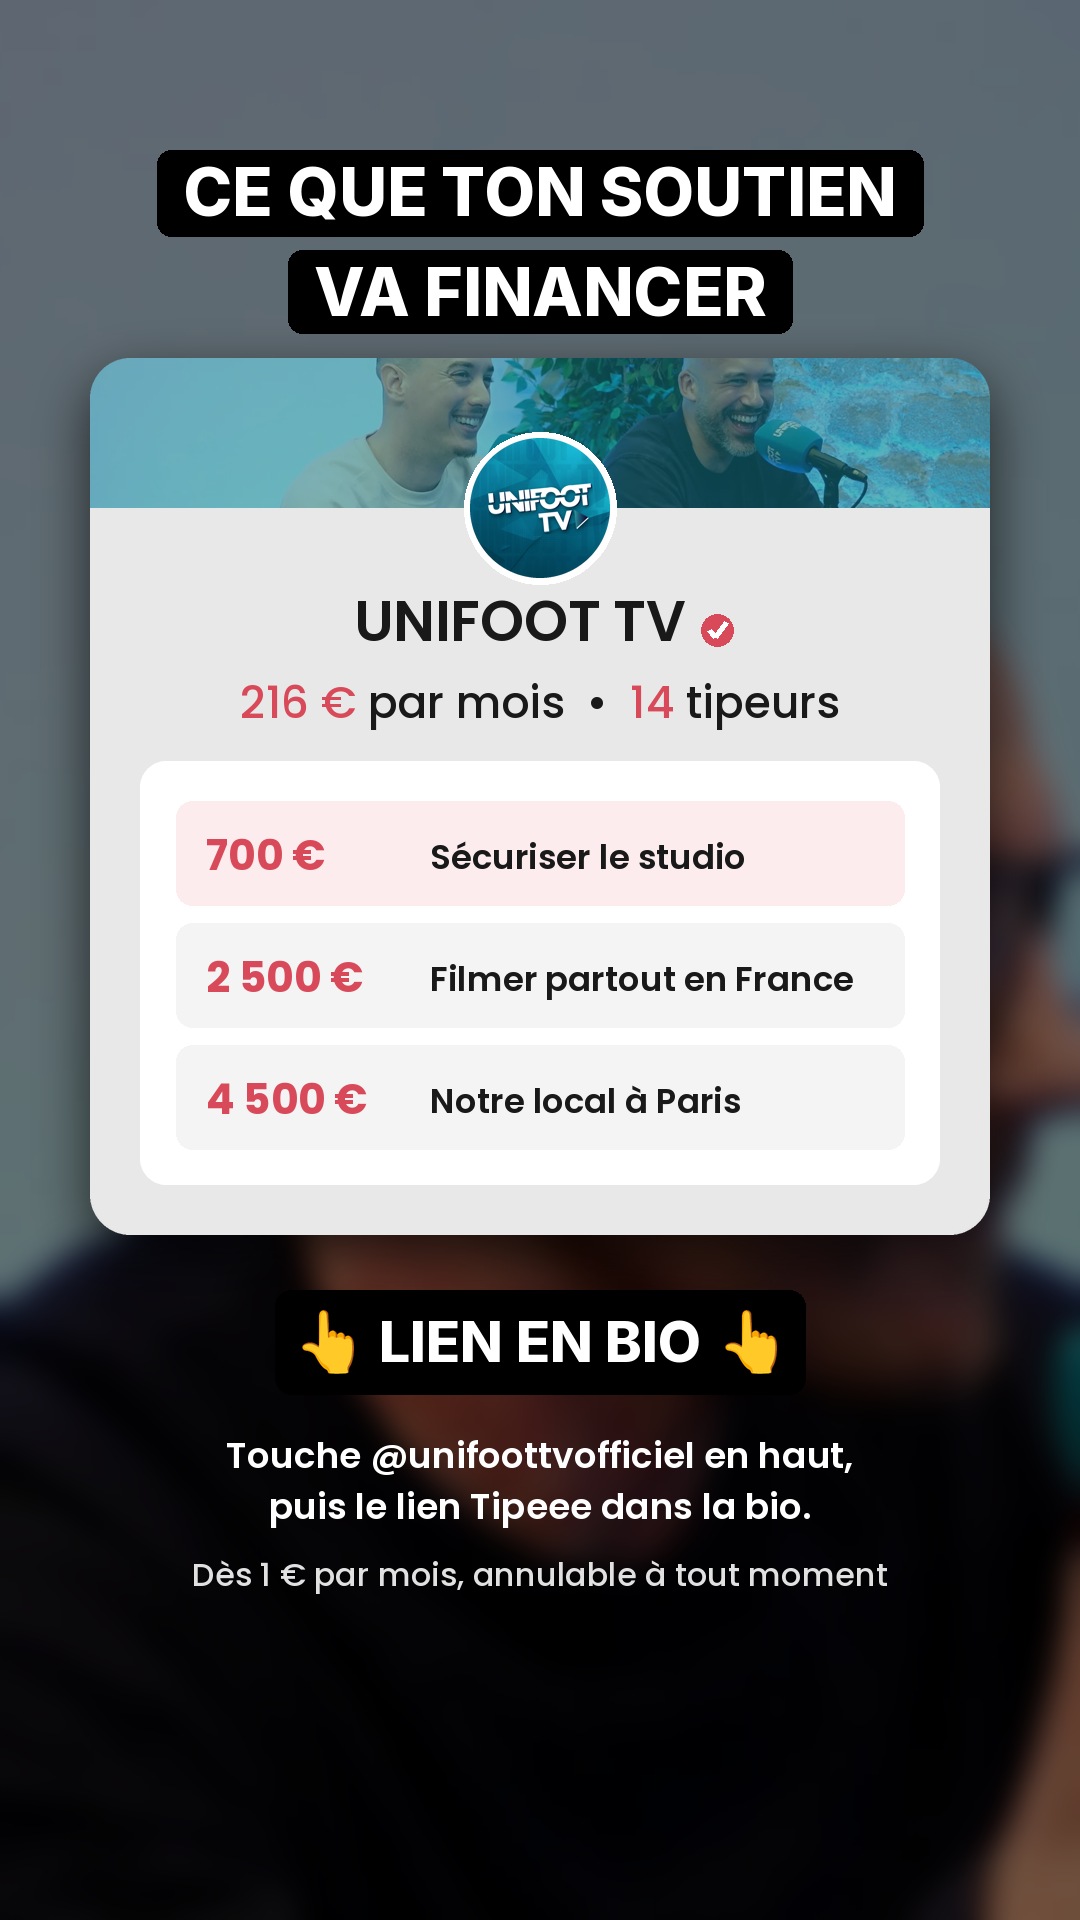 CE QUE TON SOUTIEN
VA FINANCER
UNIFOOT
TV
UNIFOOT TV
216 € par mois • 14 tipeurs
700 € Sécuriser le studio
2 500 € Filmer partout en France
4 500 € Notre local à Paris
👆 LIEN EN BIO 👆
Touche @unifoottvofficiel en haut,
puis le lien Tipeee dans la bio.
Dès 1 € par mois, annulable à tout moment